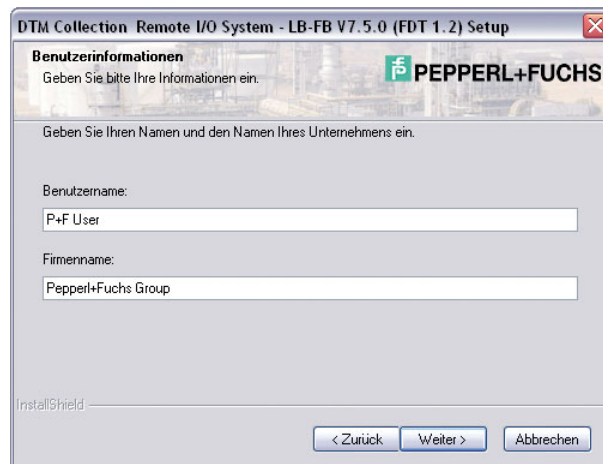 DTM Collection Remote I/O System - LB-FB V7.5.0 (FDT 1.2) Setup
Benutzerinformationen
Geben Sie bitte Ihre Informationen ein.
PEPPERL+FUCHS
Geben Sie Ihren Namen und den Namen Ihres Unternehmens ein.
Benutzername:
P+F User
Firmenname:
Pepperl+Fuchs Group
InstallShield
< Zurück Weiter > Abbrechen